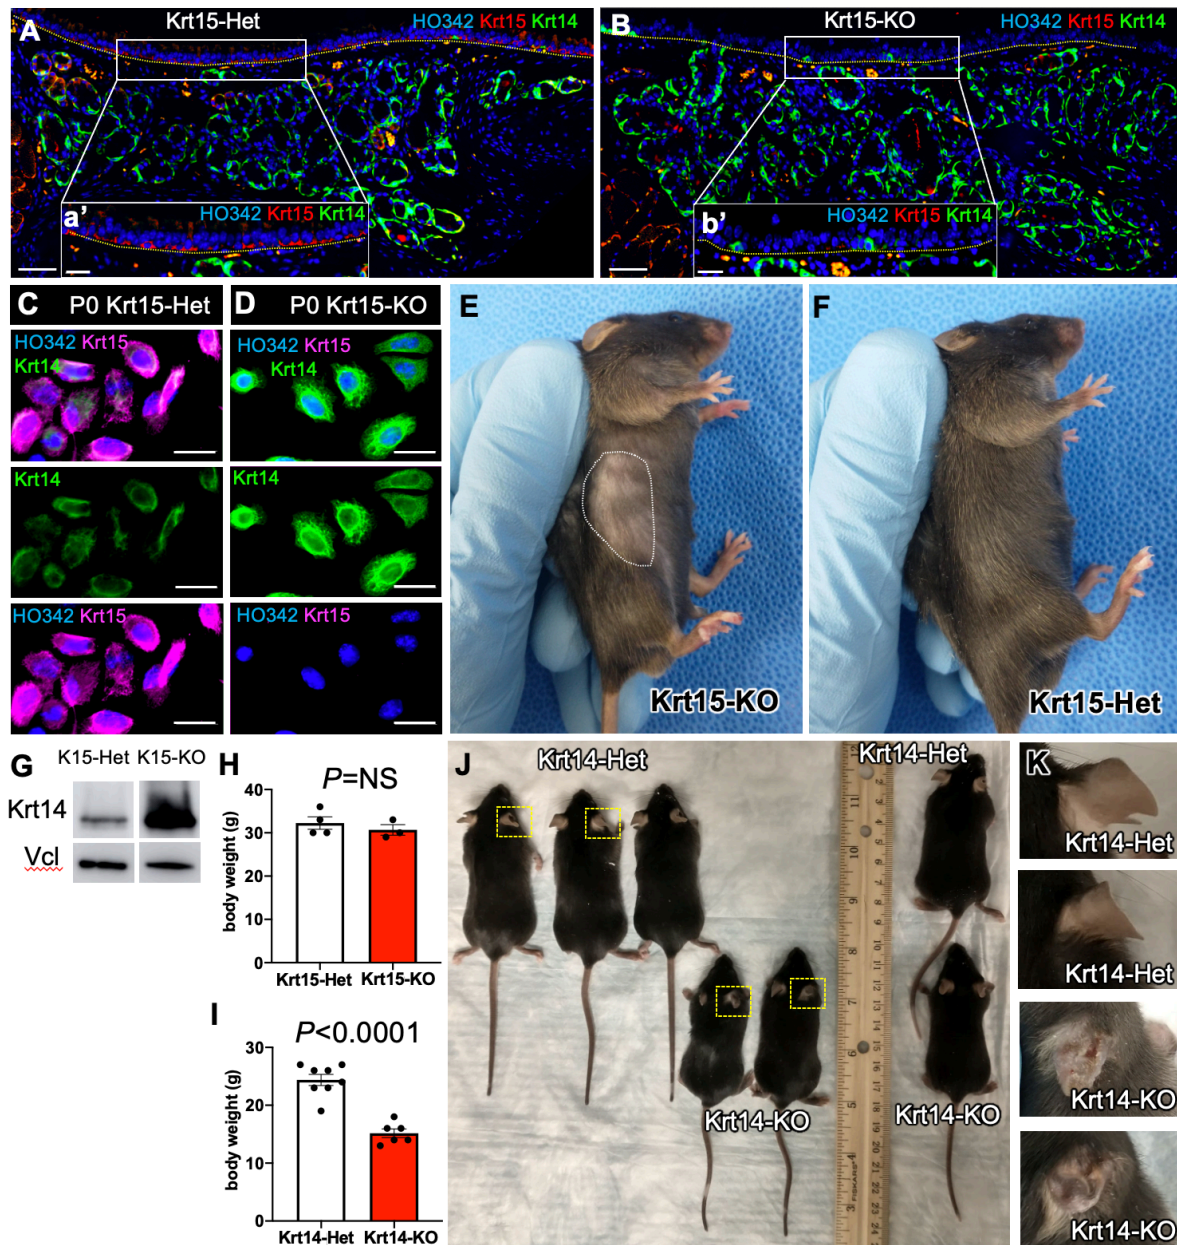 A
Krt15-Het
HO342 Krt15 Krt14
a'
HO342 Krt15 Krt14
B
Krt15-KO
HO342 Krt15 Krt14
b'
HO342 Krt15 Krt14
C P0 Krt15-Het
HO342 Krt15
Krt14
Krt14
HO342 Krt15
D P0 Krt15-KO
HO342 Krt15
Krt14
Krt14
HO342 Krt15
E
Krt15-KO
F
Krt15-Het
G
K15-Het K15-KO
Krt14
Vcl
H
P=NS
body weight (g)
40
30
20
10
0
Krt15-Het Krt15-KO
I
P<0.0001
body weight (g)
30
20
10
0
Krt14-Het Krt14-KO
J
Krt14-Het
Krt14-Het
Krt14-KO
Krt14-KO
K
Krt14-Het
Krt14-Het
Krt14-KO
Krt14-KO